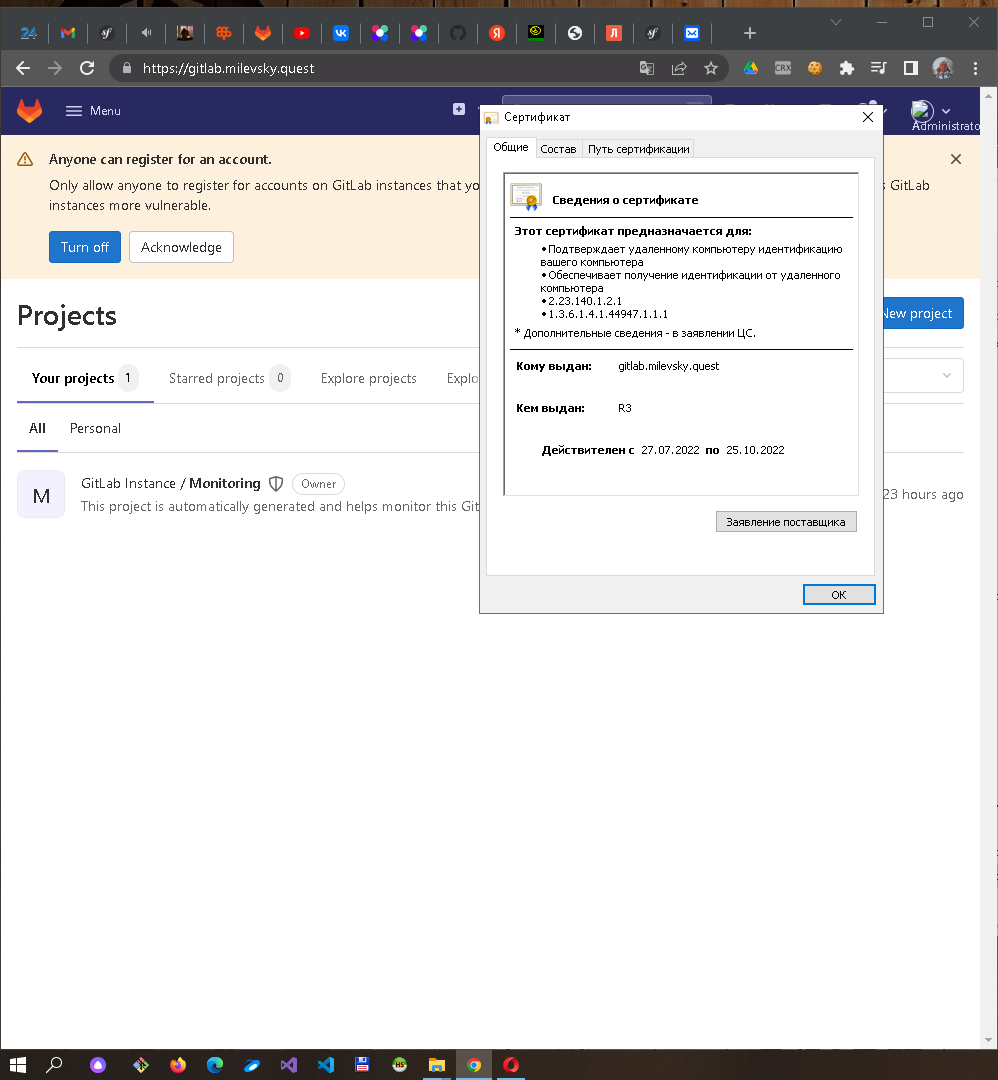 24
https://gitlab.milevsky.quest
CRX
Menu
Administrato
Сертификат
Общие
Состав
Путь сертификации
Сведения о сертификате
Этот сертификат предназначается для:
•Подтверждает удаленному компьютеру идентификацию
вашего компьютера
•Обеспечивает получение идентификации от удаленного
компьютера
•2.23.140.1.2.1
•1.3.6.1.4.1.44947.1.1.1
* Дополнительные сведения - в заявлении ЦС.
Кому выдан: gitlab.milevsky.quest
Кем выдан: R3
Действителен с 27.07.2022 по 25.10.2022
Заявление поставщика
OK
Anyone can register for an account.
Only allow anyone to register for accounts on GitLab instances that yo s GitLab
instances more vulnerable.
Turn off
Acknowledge
Projects
New project
Your projects 1
Starred projects 0
Explore projects
Explo
All
Personal
M
GitLab Instance / Monitoring
Owner
This project is automatically generated and helps monitor this Git
23 hours ago